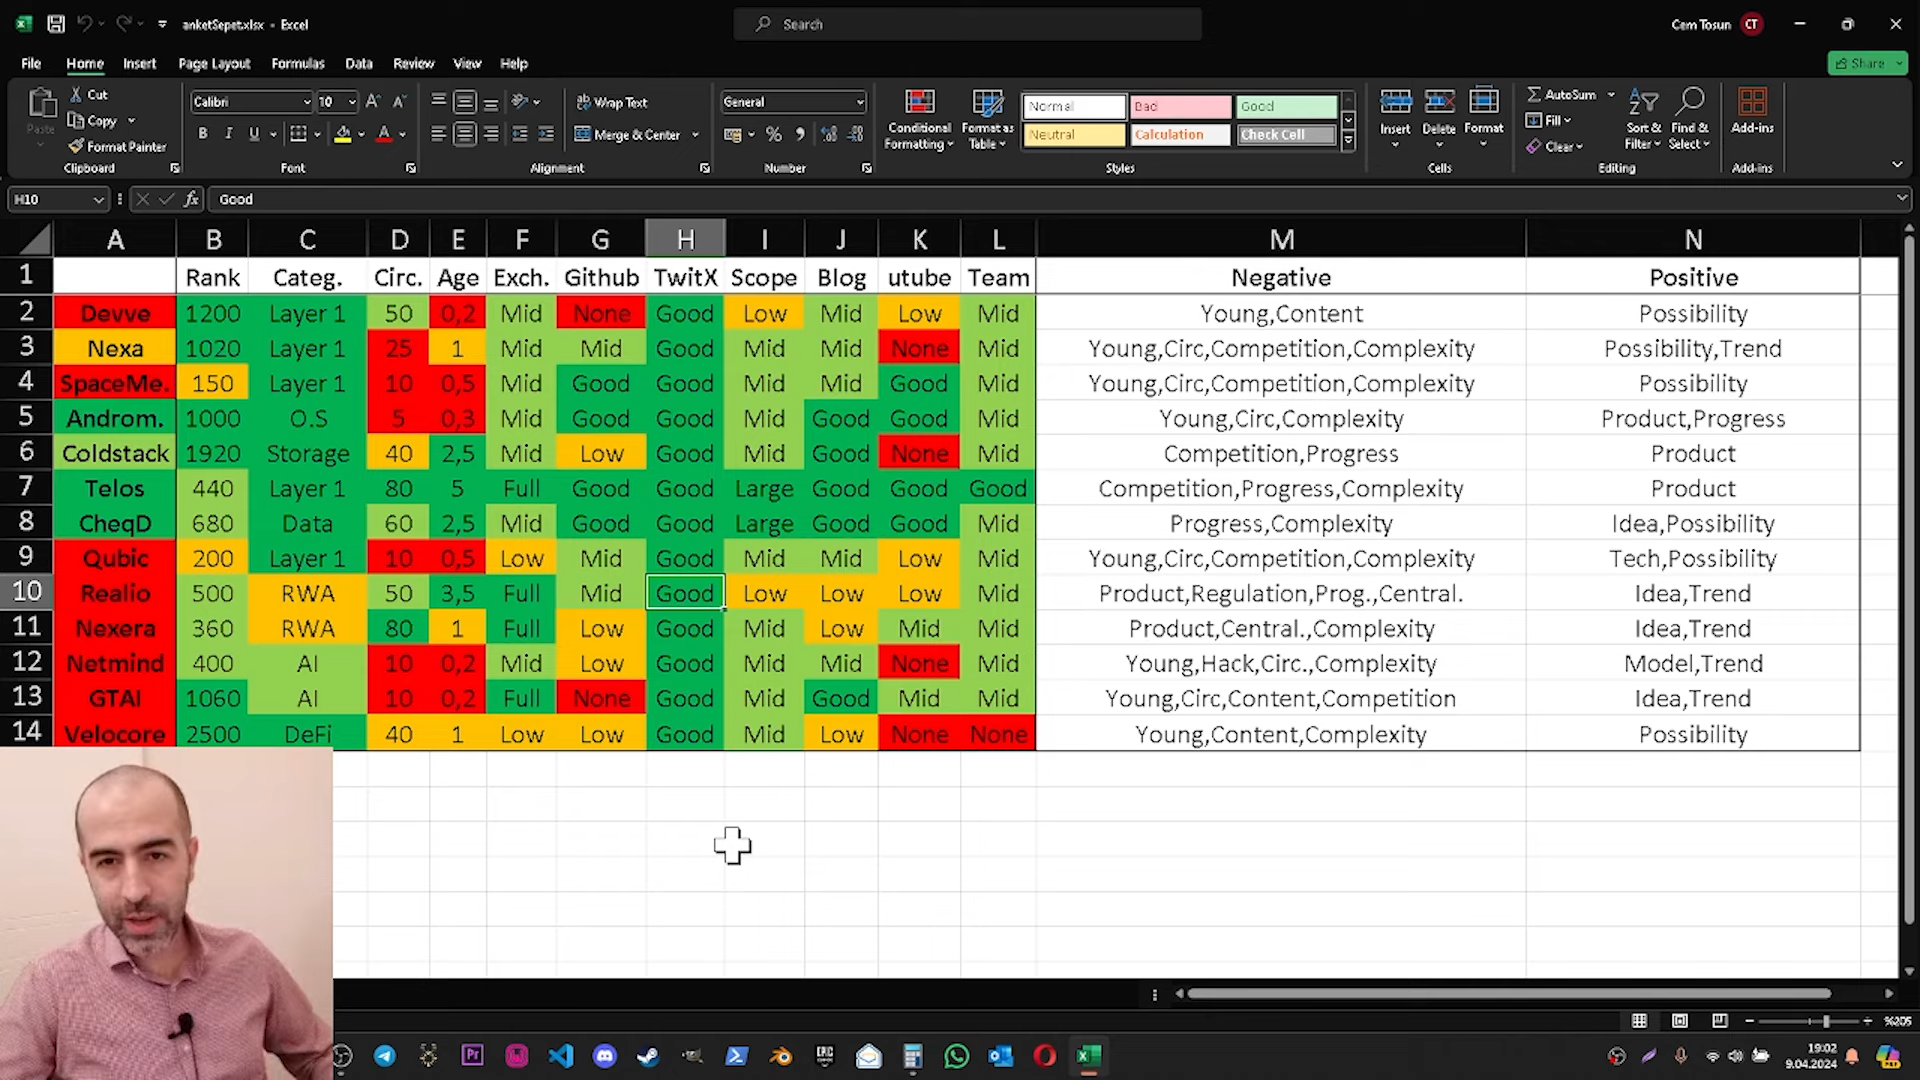 anketSepet.xlsx - Excel
Search
Cem Tosun CT
File Home Insert Page Layout Formulas Data Review View Help
Share
Paste
Cut
Copy
Format Painter
Clipboard
Calibri 10
B I U
Font
Wrap Text
Merge & Center
Alignment
General
Number
Conditional Formatting
Format as Table
Normal Bad Good
Neutral Calculation Check Cell
Styles
Insert Delete Format
Cells
AutoSum
Fill
Clear
Sort & Filter
Find & Select
Editing
Add-ins
Add-ins
H10 fx Good
A B C D E F G H I J K L M N
1 Rank Categ. Circ. Age Exch. Github TwitX Scope Blog utube Team Negative Positive
2 Devve 1200 Layer 1 50 0,2 Mid None Good Low Mid Low Mid Young,Content Possibility
3 Nexa 1020 Layer 1 25 1 Mid Mid Good Mid Mid None Mid Young,Circ,Competition,Complexity Possibility,Trend
4 SpaceMe. 150 Layer 1 10 0,5 Mid Good Good Mid Mid Good Mid Young,Circ,Competition,Complexity Possibility
5 Androm. 1000 O.S 5 0,3 Mid Good Good Mid Good Good Mid Young,Circ,Complexity Product,Progress
6 Coldstack 1920 Storage 40 2,5 Mid Low Good Mid Good None Mid Competition,Progress Product
7 Telos 440 Layer 1 80 5 Full Good Good Large Good Good Good Competition,Progress,Complexity Product
8 CheqD 680 Data 60 2,5 Mid Good Good Large Good Good Mid Progress,Complexity Idea,Possibility
9 Qubic 200 Layer 1 10 0,5 Low Mid Good Mid Mid Low Mid Young,Circ,Competition,Complexity Tech,Possibility
10 Realio 500 RWA 50 3,5 Full Mid Good Low Low Low Mid Product,Regulation,Prog.,Central. Idea,Trend
11 Nexera 360 RWA 80 1 Full Low Good Mid Low Mid Mid Product,Central.,Complexity Idea,Trend
12 Netmind 400 AI 10 0,2 Mid Low Good Mid Mid None Mid Young,Hack,Circ.,Complexity Model,Trend
13 GTAI 1060 AI 10 0,2 Full None Good Mid Good Mid Mid Young,Circ,Content,Competition Idea,Trend
14 Velocore 2500 DeFi 40 1 Low Low Good Mid Low None None Young,Content,Complexity Possibility
%205
Pr
EPIC
19:02
9.04.2024